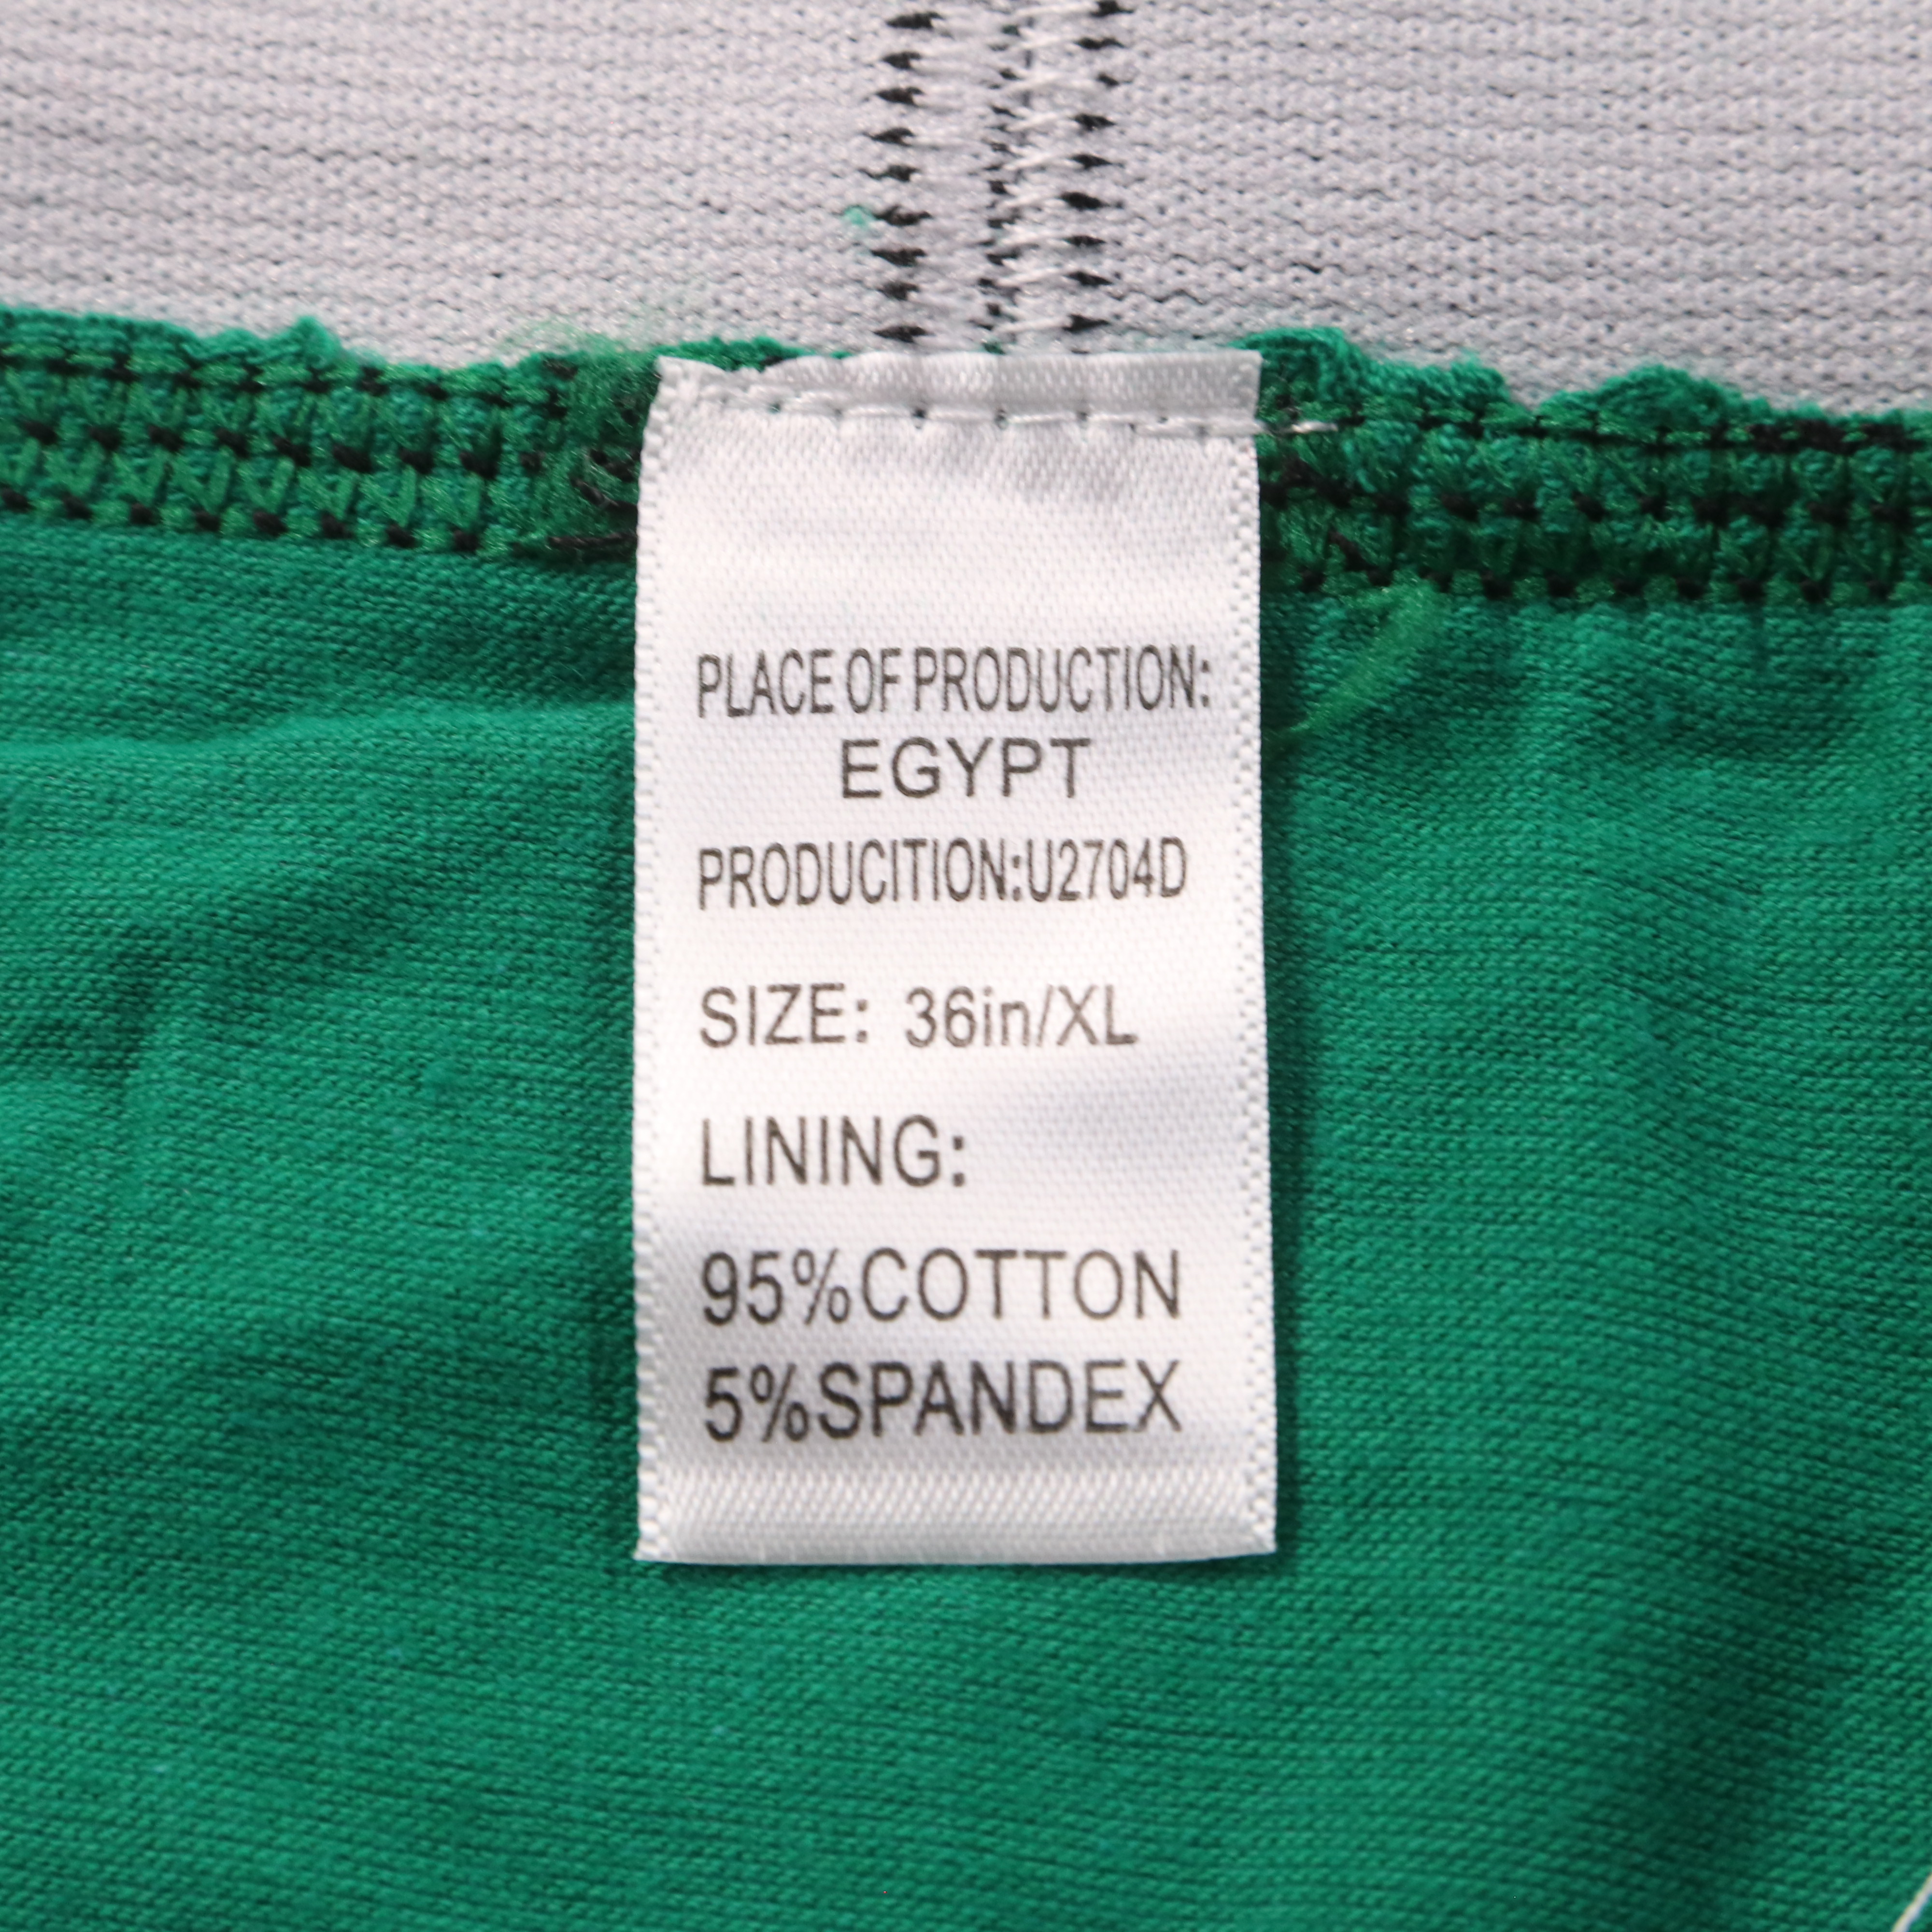 PLACE OF PRODUCTION:
EGYPT
PRODUCITION:U2704D
SIZE: 36in/XL
LINING:
95%COTTON
5%SPANDEX